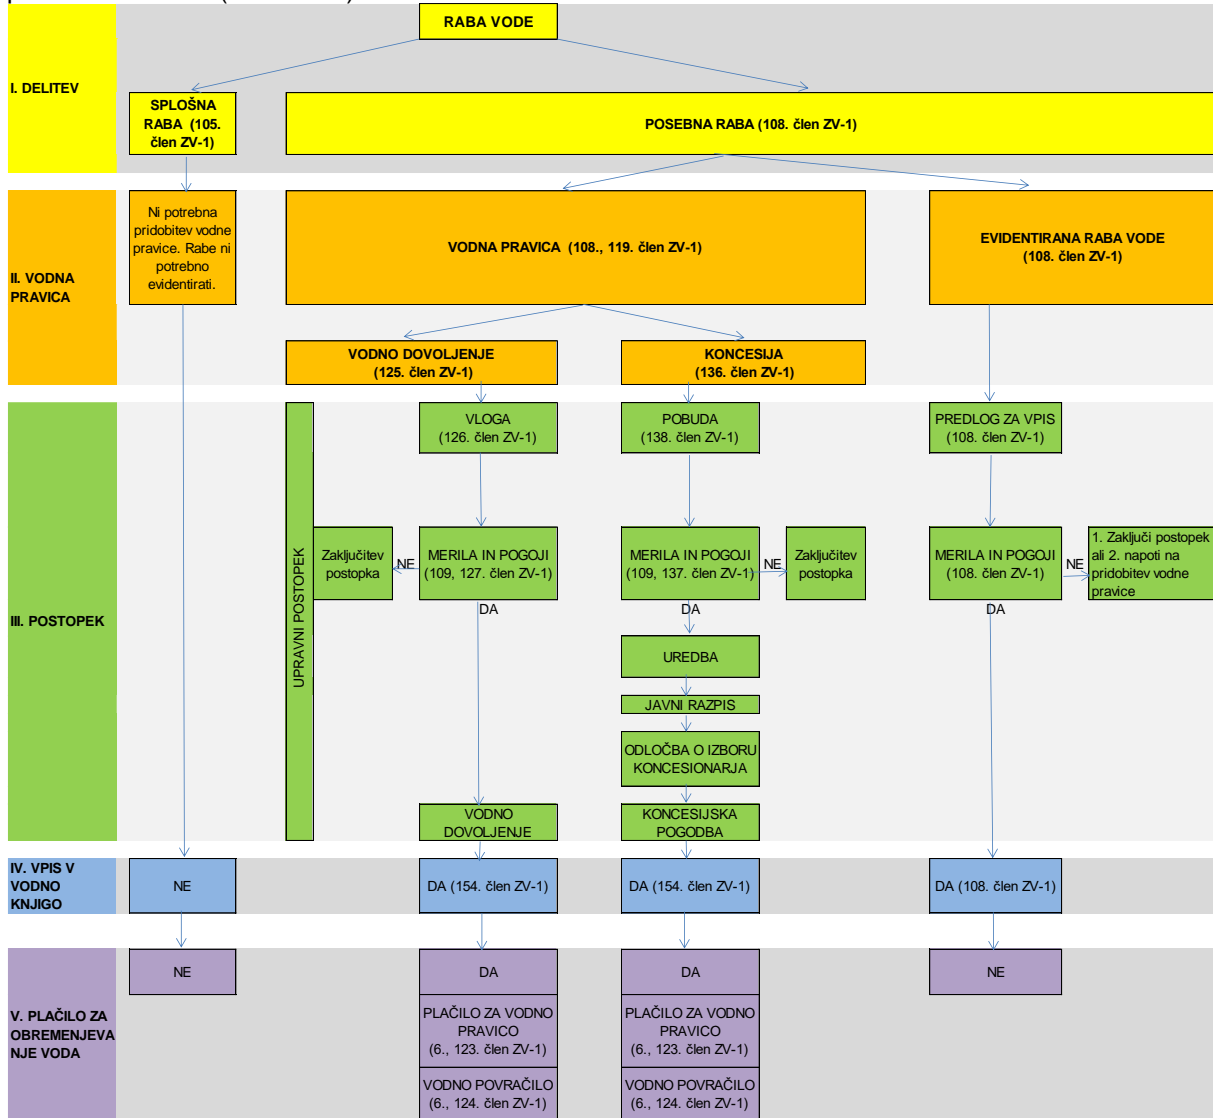 RABA VODE
I. DELITEV
SPLOŠNA
RABA (105.
člen ZV-1)
POSEBNA RABA (108. člen ZV-1)
II. VODNA
PRAVICA
Ni potrebna
pridobitev vodne
pravice. Rabe ni
potrebno
evidentirati.
VODNA PRAVICA (108., 119. člen ZV-1)
EVIDENTIRANA RABA VODE
(108. člen ZV-1)
VODNO DOVOLJENJE
(125. člen ZV-1)
KONCESIJA
(136. člen ZV-1)
III. POSTOPEK
UPRAVNI POSTOPEK
VLOGA
(126. člen ZV-1)
POBUDA
(138. člen ZV-1)
PREDLOG ZA VPIS
(108. člen ZV-1)
Zaključitev
postopka
NE
MERILA IN POGOJI
(109, 127. člen ZV-1)
DA
MERILA IN POGOJI
(109, 137. člen ZV-1)
NE
Zaključitev
postopka
DA
MERILA IN POGOJI
(108. člen ZV-1)
NE
1. Zaključi postopek
ali 2. napoti na
pridobitev vodne
pravice
DA
UREDBA
JAVNI RAZPIS
ODLOČBA O IZBORU
KONCESIONARJA
VODNO
DOVOLJENJE
KONCESIJSKA
POGODBA
IV. VPIS V
VODNO
KNJIGO
NE
DA (154. člen ZV-1)
DA (154. člen ZV-1)
DA (108. člen ZV-1)
V. PLAČILO ZA
OBREMENJEVA
NJE VODA
NE
DA
DA
NE
PLAČILO ZA VODNO
PRAVICO
(6., 123. člen ZV-1)
PLAČILO ZA VODNO
PRAVICO
(6., 123. člen ZV-1)
VODNO POVRAČILO
(6., 124. člen ZV-1)
VODNO POVRAČILO
(6., 124. člen ZV-1)